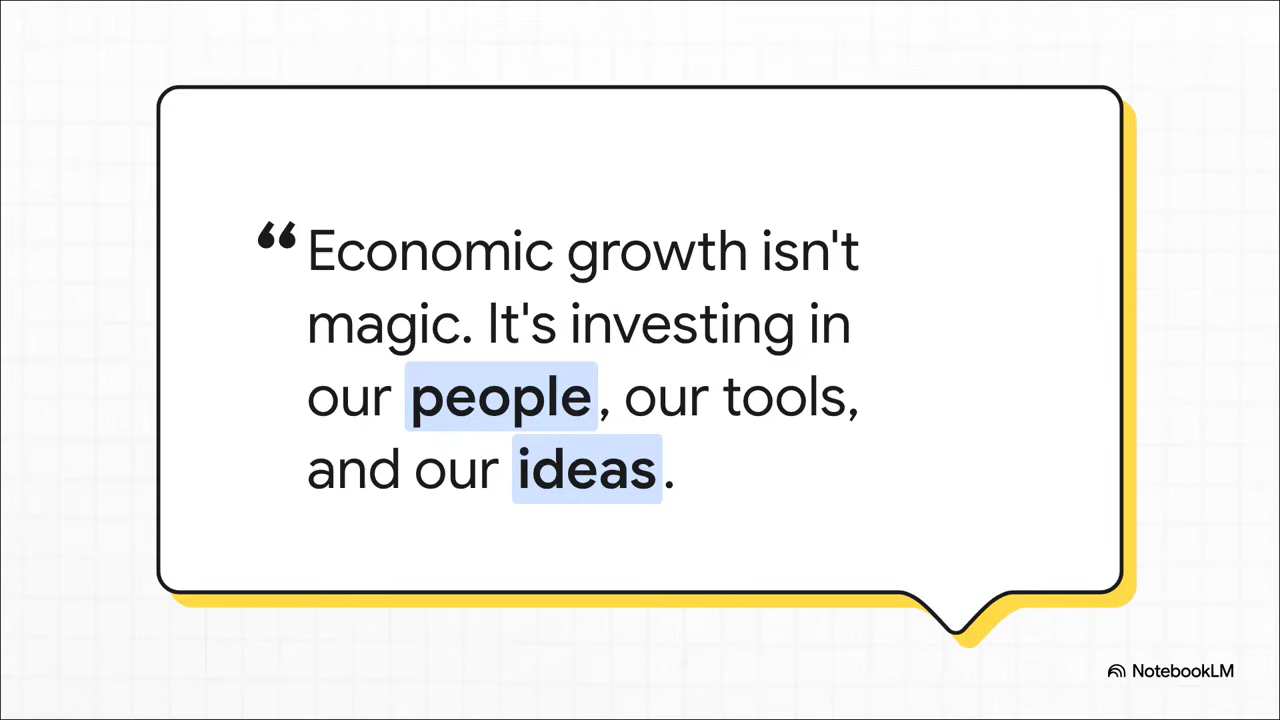 “Economic growth isn't
magic. It's investing in
our people, our tools,
and our ideas.
NotebookLM